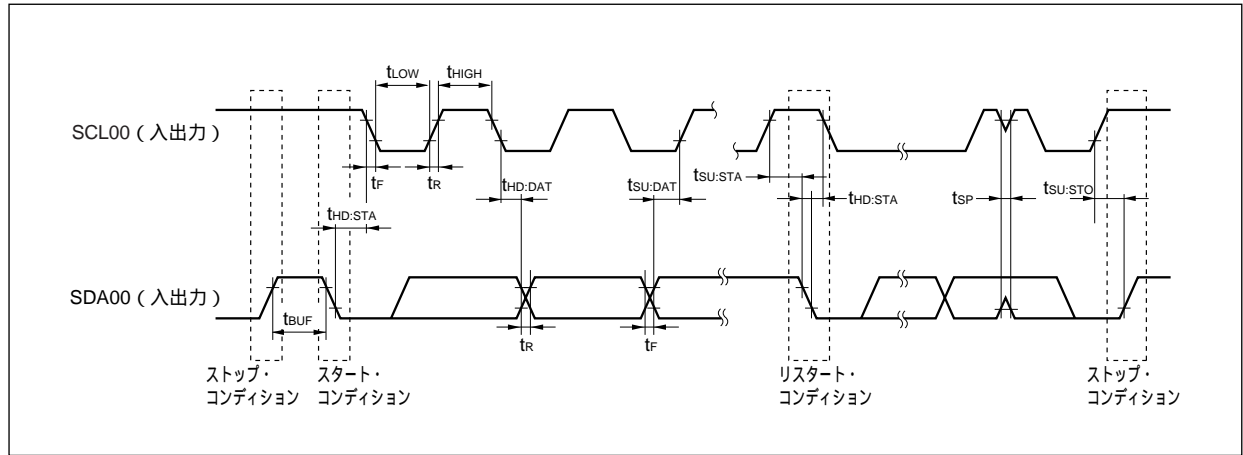 tLOW
tHIGH
SCL00（入出力）
tF
tR
tHD:DAT
tSU:DAT
tSU:STA
tHD:STA
tSP
tSU:STO
tHD:STA
SDA00（入出力）
tBUF
tR
tF
ストップ・
コンディション
スタート・
コンディション
リスタート・
コンディション
ストップ・
コンディション